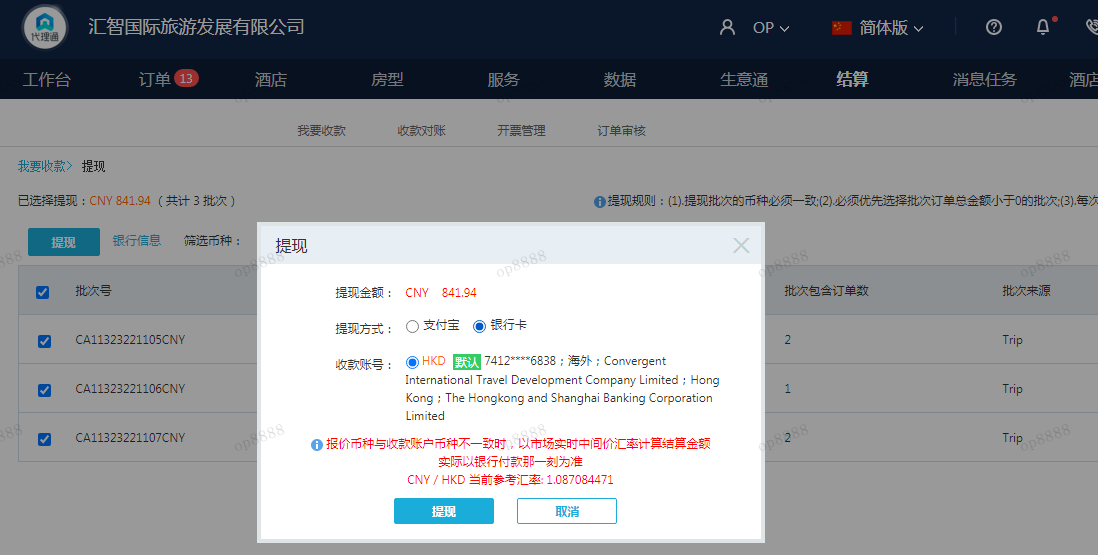 代理通
汇智国际旅游发展有限公司
OP
简体版
工作台
订单 13
酒店
房型
服务
数据
生意通
结算
消息任务
酒店
我要收款
收款对账
开票管理
订单审核
我要收款> 提现
已选择提现：CNY 841.94 （ 共计 3 批次 ）
提现规则：(1).提现批次的币种必须一致;(2).必须优先选择批次订单总金额小于0的批次;(3).每次
提现
银行信息
筛选币种：
批次号
批次包含订单数
批次来源
CA11323221105CNY
2
Trip
CA11323221106CNY
1
Trip
CA11323221107CNY
2
Trip
提现
提现金额： CNY 841.94
提现方式： 支付宝 银行卡
收款账号： HKD 默认 7412****6838；海外；Convergent
International Travel Development Company Limited；Hong
Kong；The Hongkong and Shanghai Banking Corporation
Limited
报价币种与收款账户币种不一致时，以市场实时中间价汇率计算结算金额
实际以银行付款那一刻为准
CNY / HKD 当前参考汇率: 1.087084471
提现
取消
op8888
op8888
op8888
op8888
op8888
op8888
op8888
op8888
op8888